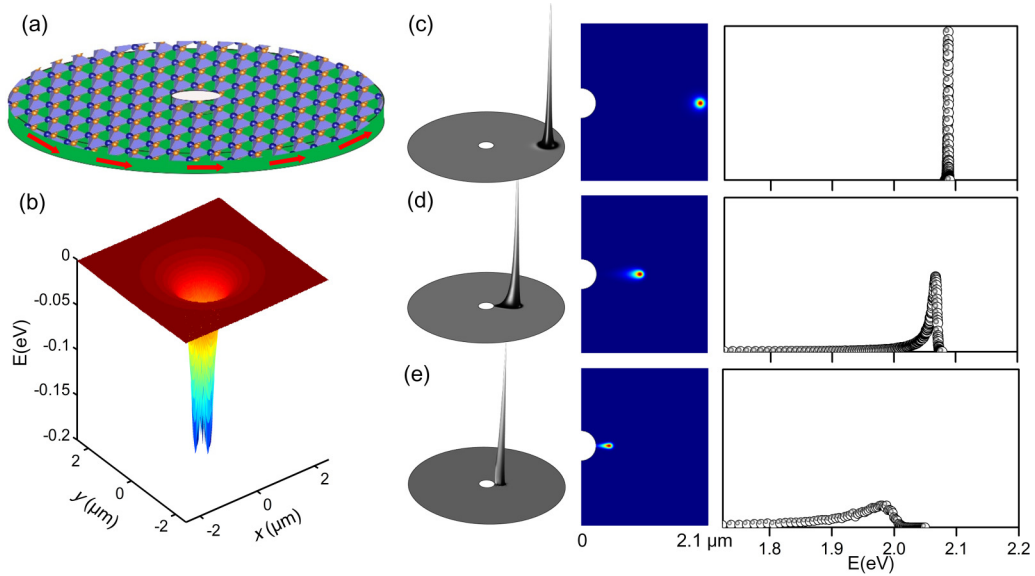 (a)
(b)
0
-0.05
-0.1
-0.15
-0.2
E(eV)
2
0
-2
y (μm)
-2
0
2
x (μm)
(c)
(d)
(e)
0
2.1 μm
1.8
1.9
2.0
2.1
2.2
E(eV)